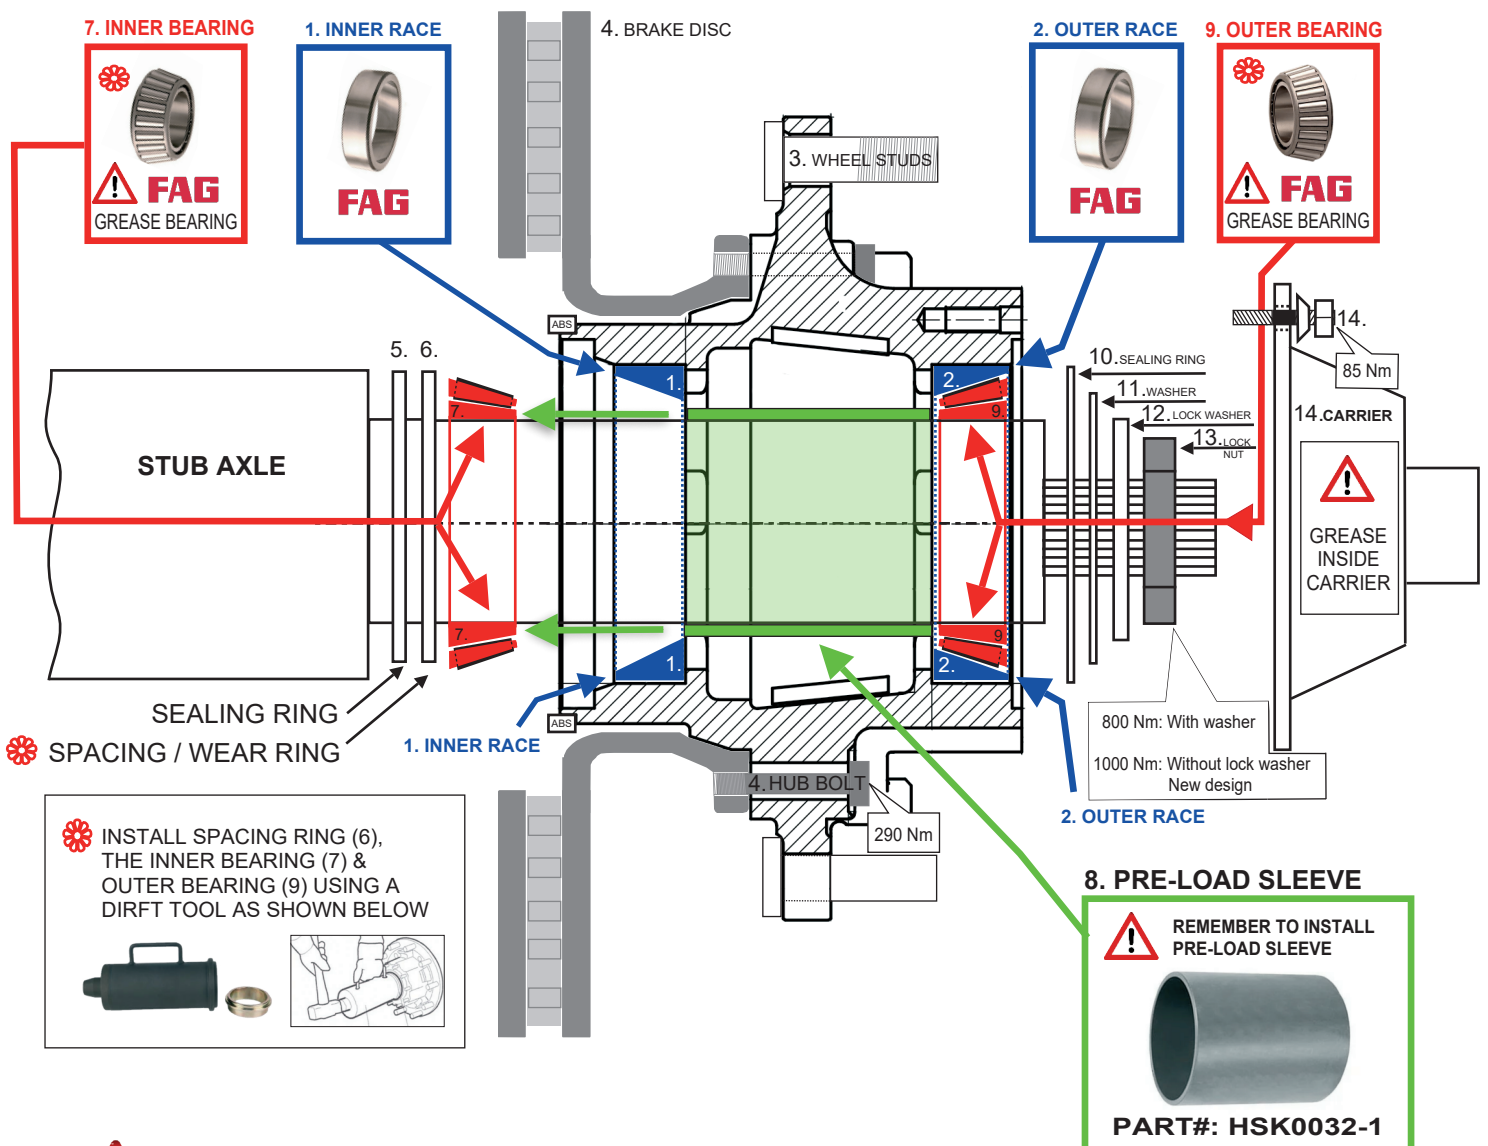 7. INNER BEARING
FAG
GREASE BEARING
1. INNER RACE
FAG
4. BRAKE DISC
2. OUTER RACE
FAG
9. OUTER BEARING
FAG
GREASE BEARING
3. WHEEL STUDS
ABS
5.
6.
1.
2.
7.
9.
10. SEALING RING
11. WASHER
12. LOCK WASHER
13. LOCK
NUT
14.
85 Nm
14. CARRIER
GREASE
INSIDE
CARRIER
STUB AXLE
7.
1.
2.
9
SEALING RING
SPACING / WEAR RING
ABS
1. INNER RACE
4. HUB BOLT
290 Nm
800 Nm: With washer
1000 Nm: Without lock washer
New design
2. OUTER RACE
INSTALL SPACING RING (6),
THE INNER BEARING (7) &
OUTER BEARING (9) USING A
DIRFT TOOL AS SHOWN BELOW
8. PRE-LOAD SLEEVE
REMEMBER TO INSTALL
PRE-LOAD SLEEVE
PART#: HSK0032-1